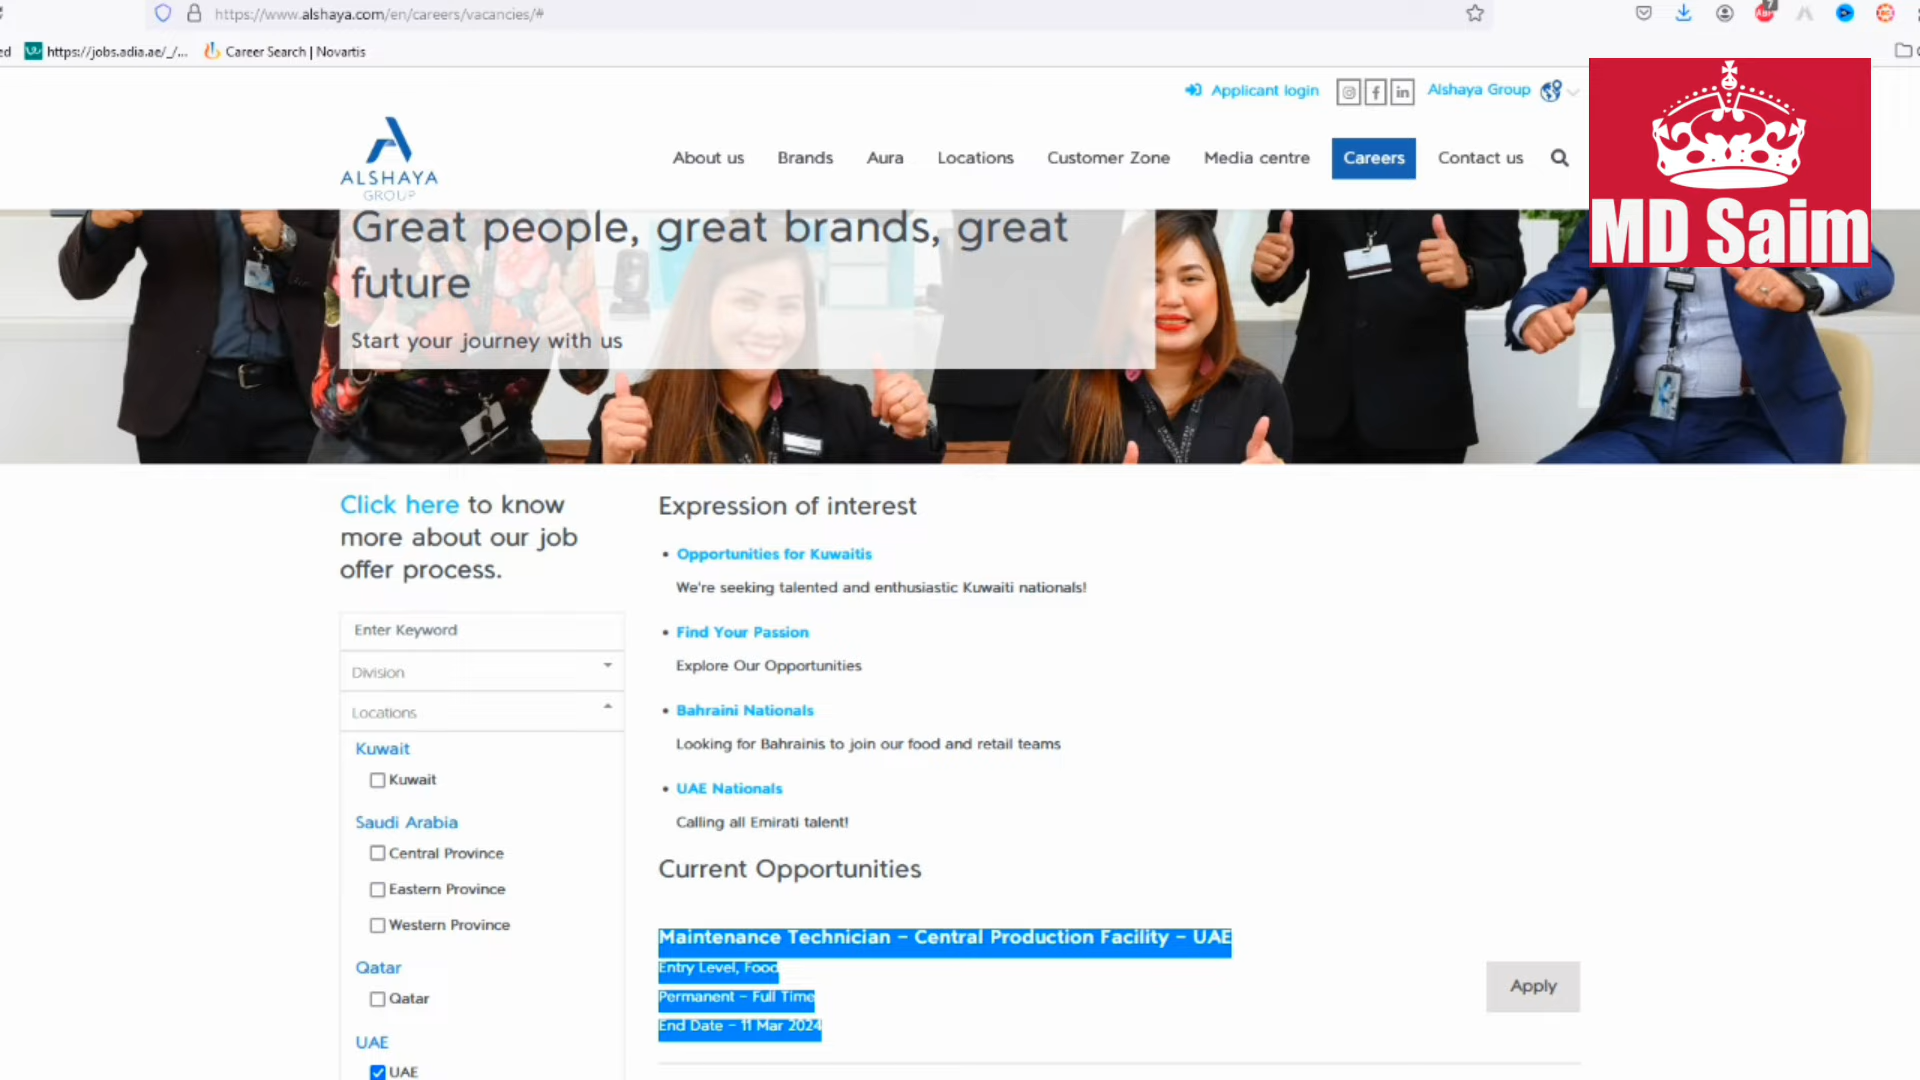 https://www.alshaya.com/en/careers/vacancies/#
https://jobs.adia.ae/_/... Career Search | Novartis
Applicant login
Alshaya Group
ALSHAYA
GROUP
About us
Brands
Aura
Locations
Customer Zone
Media centre
Careers
Contact us
MD Saim
Great people, great brands, great
future
Start your journey with us
Click here to know
more about our job
offer process.
Enter Keyword
Division
Locations
Kuwait
Kuwait
Saudi Arabia
Central Province
Eastern Province
Western Province
Qatar
Qatar
UAE
UAE
Expression of interest
• Opportunities for Kuwaitis
We're seeking talented and enthusiastic Kuwaiti nationals!
• Find Your Passion
Explore Our Opportunities
• Bahraini Nationals
Looking for Bahrainis to join our food and retail teams
• UAE Nationals
Calling all Emirati talent!
Current Opportunities
Maintenance Technician – Central Production Facility – UAE
Entry Level, Food
Permanent – Full Time
End Date – 11 Mar 2024
Apply